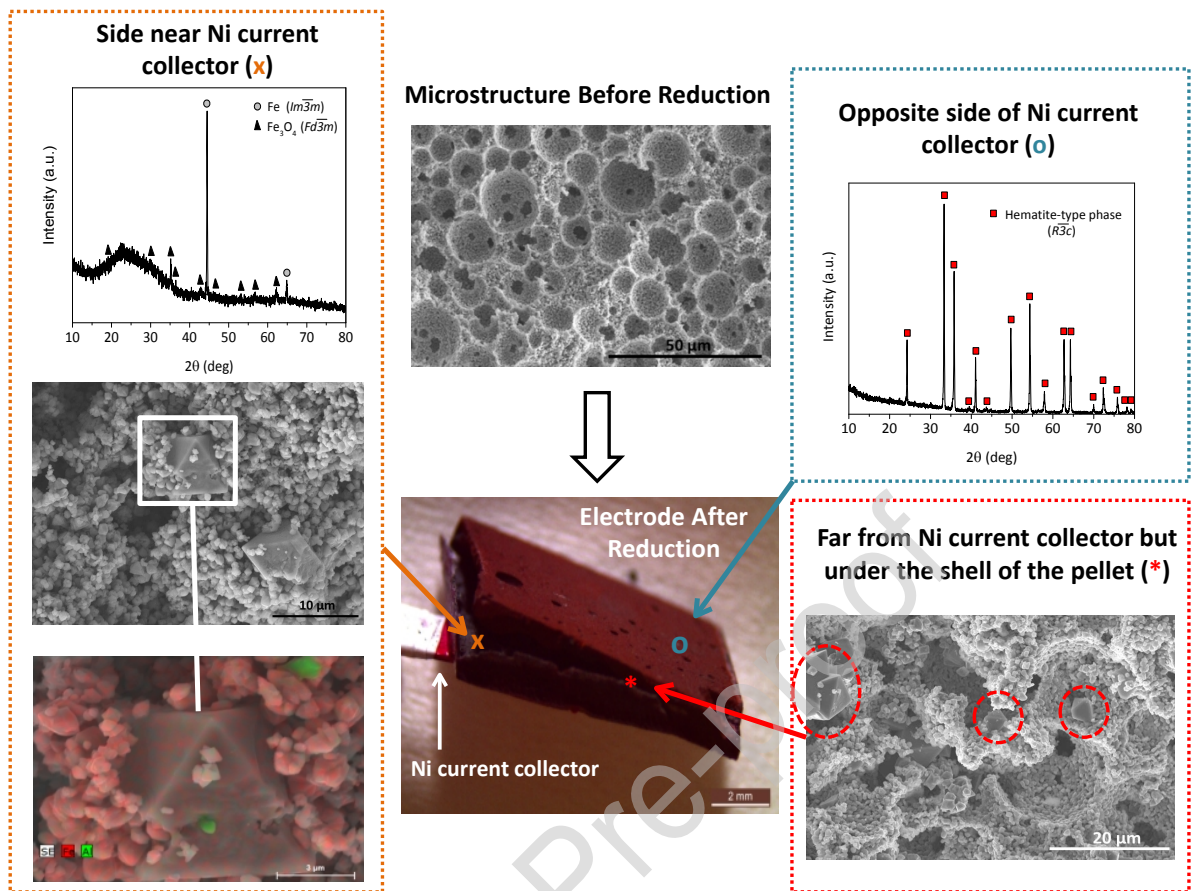 Side near Ni current
collector (x)
Fe (Im3̅m)
Fe₃O₄ (Fd3̅m)
Intensity (a.u.)
10 20 30 40 50 60 70 80
2θ (deg)
10 µm
SE Fe Al
3 µm
Microstructure Before Reduction
50 µm
Electrode After
Reduction
x
o
*
Ni current collector
2 mm
Opposite side of Ni current
collector (o)
Hematite-type phase
(R3̅c)
Intensity (a.u.)
10 20 30 40 50 60 70 80
2θ (deg)
Far from Ni current collector but
under the shell of the pellet (*)
20 µm
Pre-proof